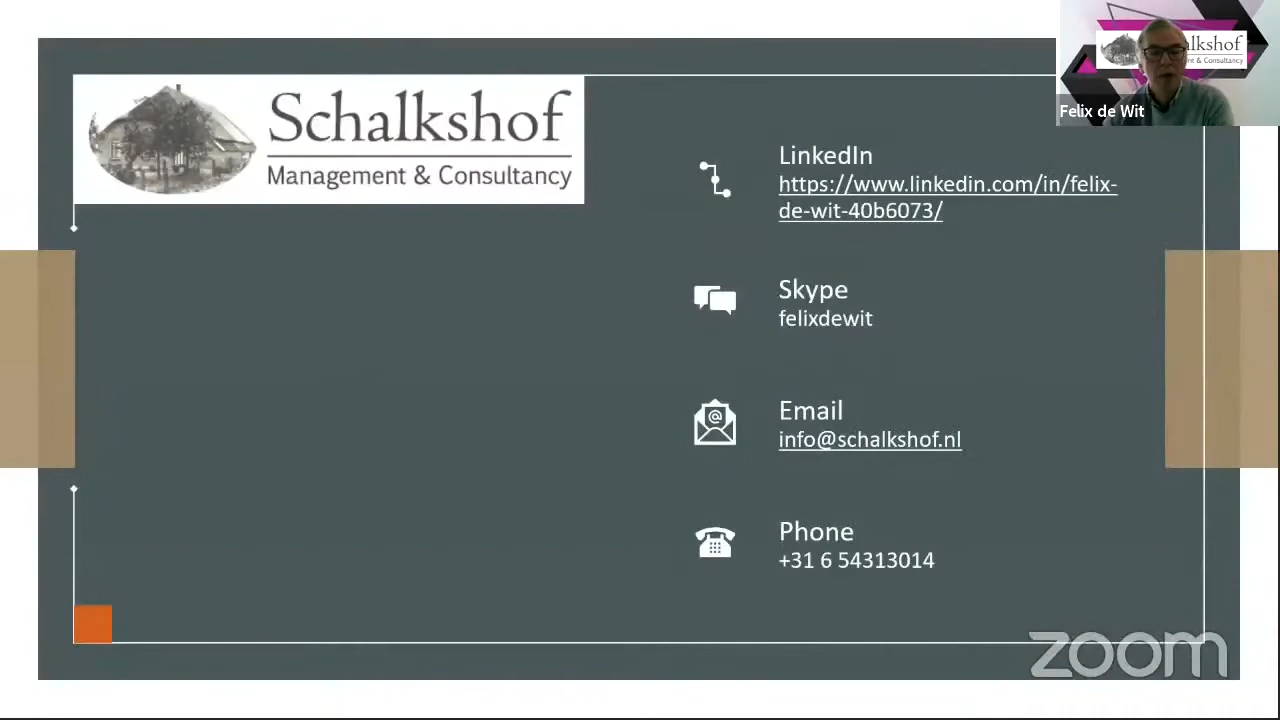 Schalkshof
Management & Consultancy
LinkedIn
https://www.linkedin.com/in/felix-
de-wit-40b6073/
Skype
felixdewit
Email
info@schalkshof.nl
Phone
+31 6 54313014
Felix de Wit
zoom